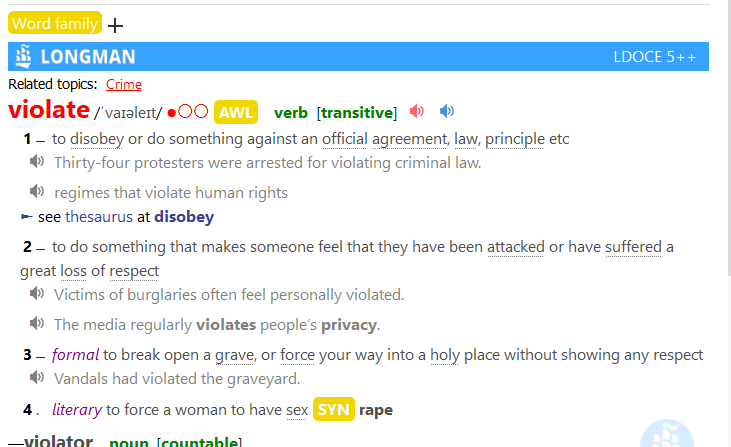 Word family +
LONGMAN LDOCE 5++
Related topics: Crime
violate /ˈvaɪəleɪt/ ●○○ AWL verb [transitive]
1 – to disobey or do something against an official agreement, law, principle etc
Thirty-four protesters were arrested for violating criminal law.
regimes that violate human rights
► see thesaurus at disobey
2 – to do something that makes someone feel that they have been attacked or have suffered a
great loss of respect
Victims of burglaries often feel personally violated.
The media regularly violates people’s privacy.
3 – formal to break open a grave, or force your way into a holy place without showing any respect
Vandals had violated the graveyard.
4 . literary to force a woman to have sex SYN rape
—violator noun [countable]